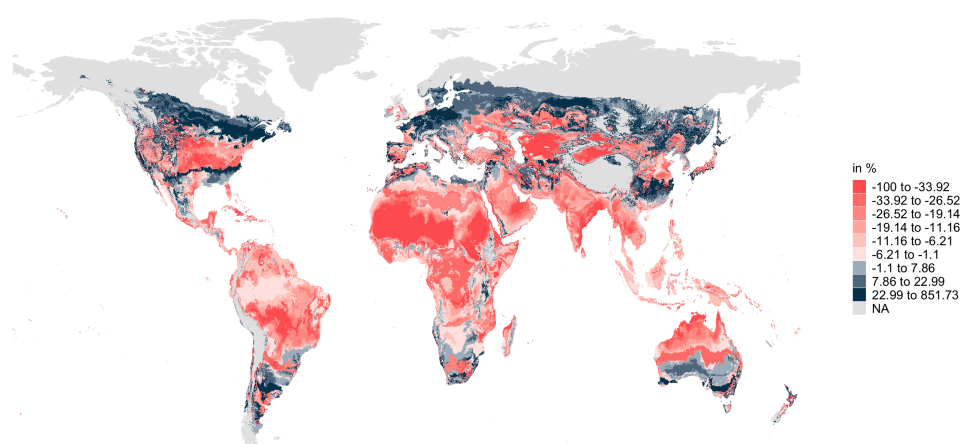 in %
-100 to -33.92
-33.92 to -26.52
-26.52 to -19.14
-19.14 to -11.16
-11.16 to -6.21
-6.21 to -1.1
-1.1 to 7.86
7.86 to 22.99
22.99 to 851.73
NA